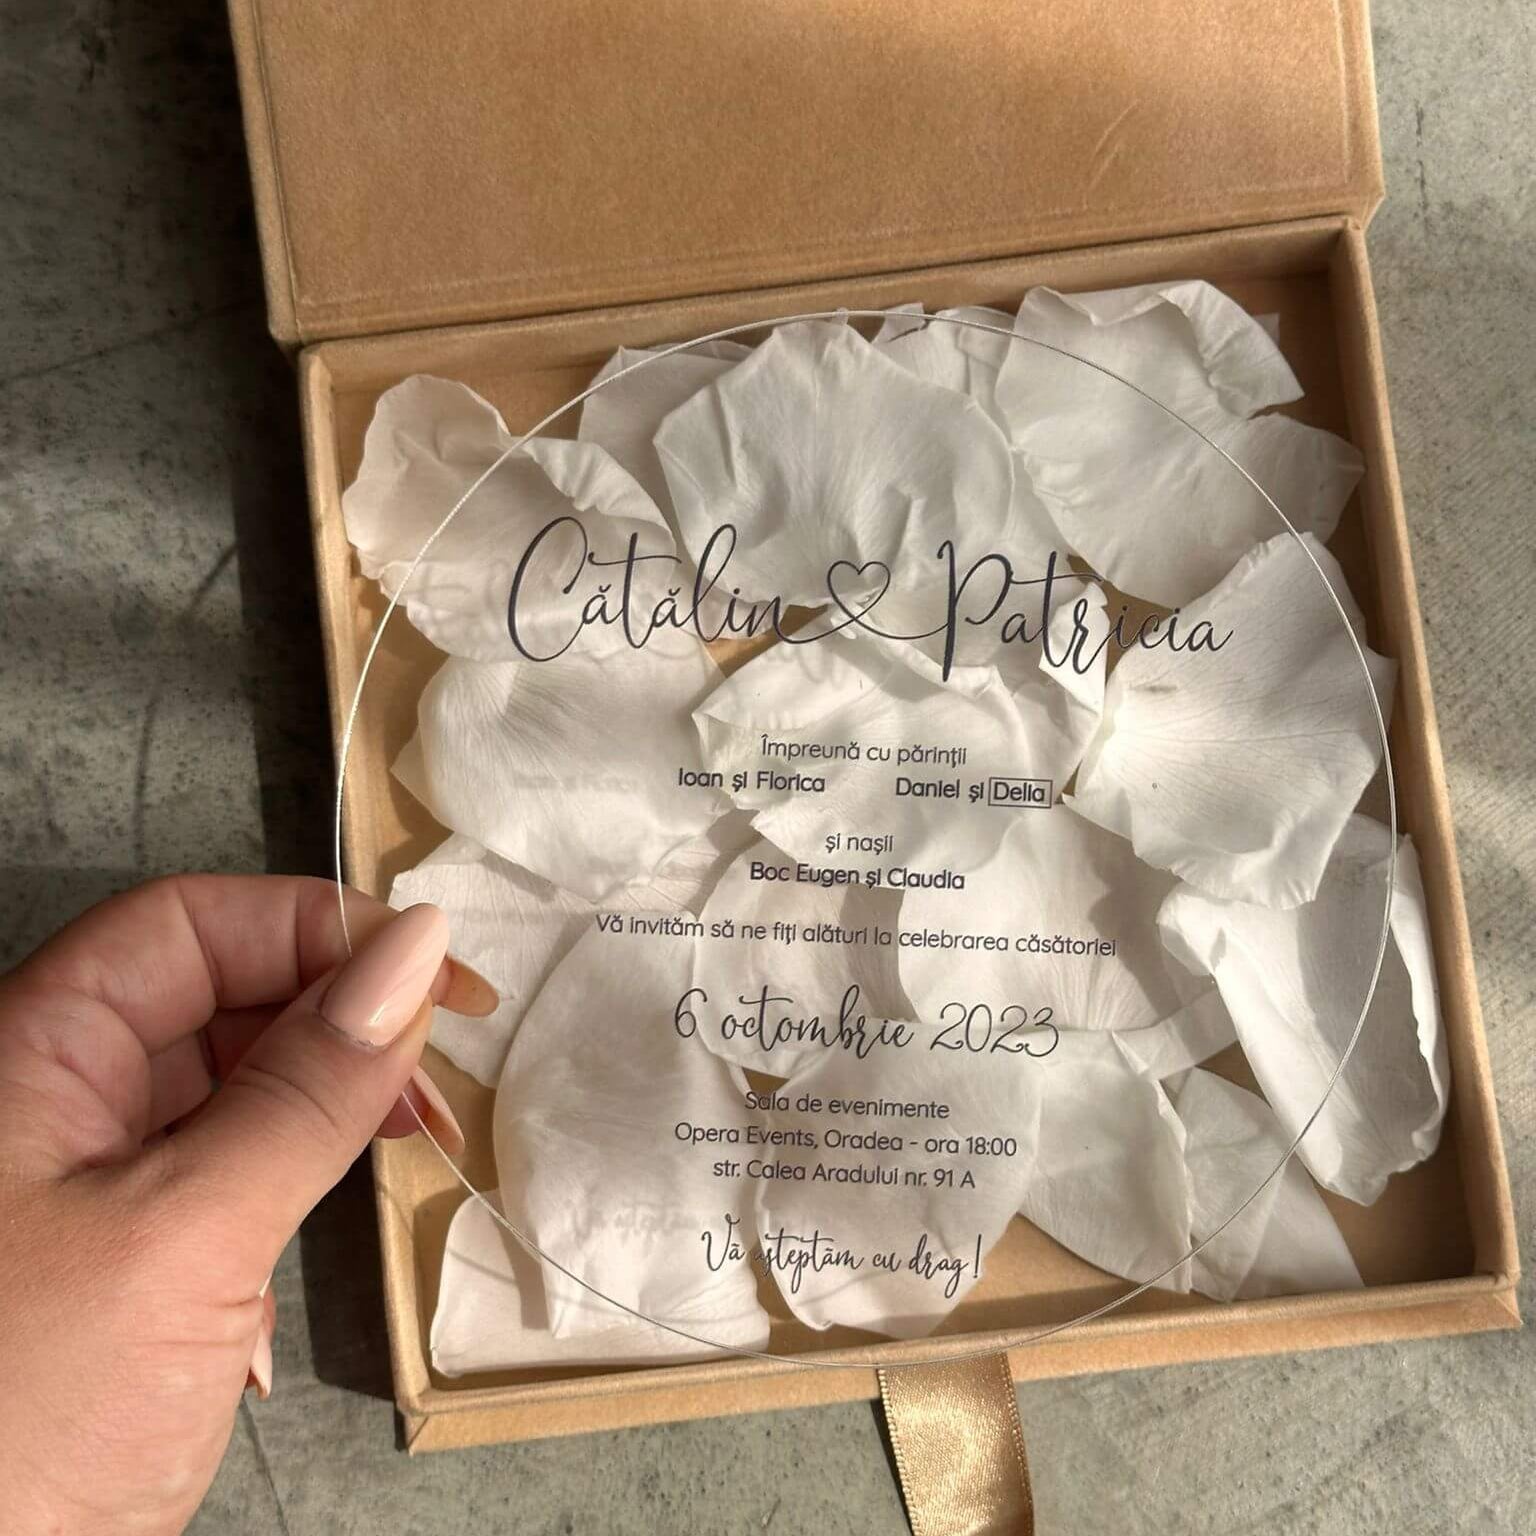 Cătălin Patricia
Împreună cu părinții
Ioan și Florica Daniel și Delia
și nașii
Boc Eugen și Claudia
Vă invităm să ne fiți alături la celebrarea căsătoriei
6 octombrie 2023
Sala de evenimente
Opera Events, Oradea - ora 18:00
str. Calea Aradului nr. 91 A
Vă așteptăm cu drag!